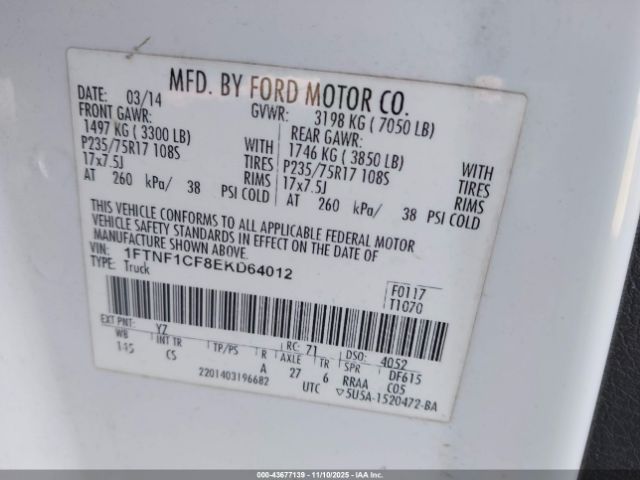 MFD. BY FORD MOTOR CO.
DATE: 03/14 GVWR: 3198 KG ( 7050 LB)
FRONT GAWR: REAR GAWR:
1497 KG ( 3300 LB) WITH 1746 KG ( 3850 LB) WITH
P235/75R17 108S TIRES P235/75R17 108S TIRES
17x7.5J RIMS 17x7.5J RIMS
AT 260 kPa/ 38 PSI COLD AT 260 kPa/ 38 PSI COLD
THIS VEHICLE CONFORMS TO ALL APPLICABLE FEDERAL MOTOR
VEHICLE SAFETY STANDARDS IN EFFECT ON THE DATE OF
MANUFACTURE SHOWN ABOVE.
VIN: 1FTNF1CF8EKD64012
TYPE: Truck
F0117
T1070
EXT PNT: YZ RC: 71 DSO: 4052
WB INT TR TP/PS R AXLE TR SPR DF615
145 CS A 27 6 RRAA C05
2201403196682 UTC ▽5U5A-1520472-BA
000-43677139 - 11/10/2025 - IAAI.COM